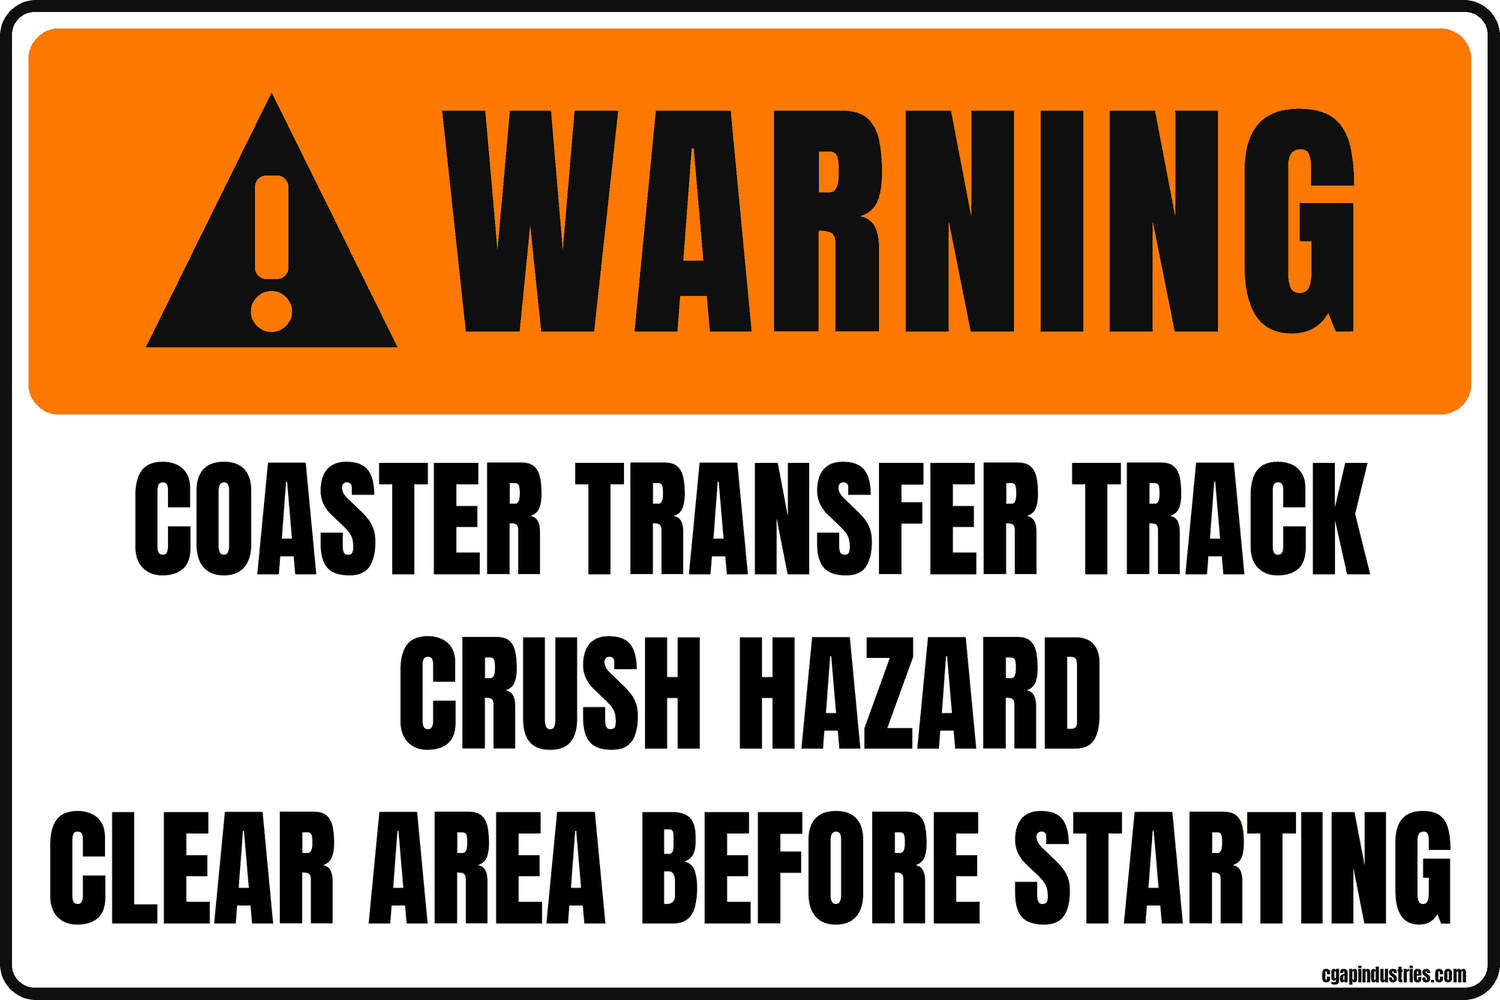 WARNING
COASTER TRANSFER TRACK
CRUSH HAZARD
CLEAR AREA BEFORE STARTING
cgapindustries.com